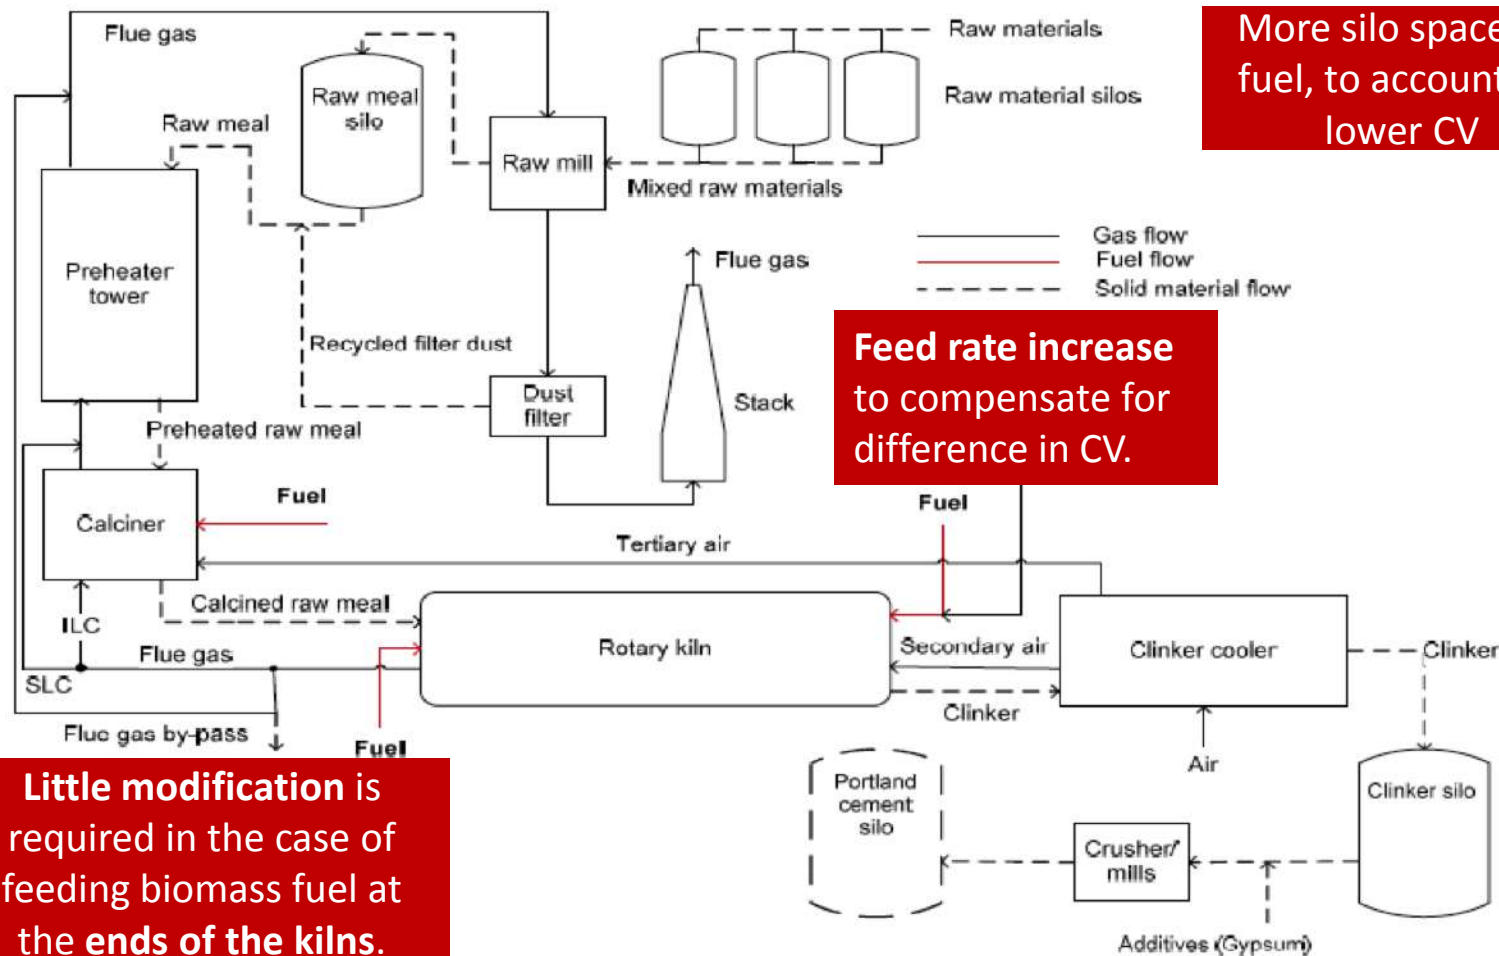 Flue gas
Raw materials
More silo space
fuel, to account
lower CV
Raw meal
silo
Raw material silos
Raw meal
Raw mill
Mixed raw materials
Gas flow
Fuel flow
Solid material flow
Preheater
tower
Flue gas
Recycled filter dust
Feed rate increase
to compensate for
difference in CV.
Dust
filter
Stack
Preheated raw meal
Fuel
Fuel
Calciner
Tertiary air
Calcined raw meal
ILC
Flue gas
Rotary kiln
Secondary air
Clinker cooler
Clinker
SLC
Clinker
Flue gas by-pass
Fuel
Air
Little modification is
required in the case of
feeding biomass fuel at
the ends of the kilns.
Portland
cement
silo
Clinker silo
Crusher/
mills
Additives (Gypsum)